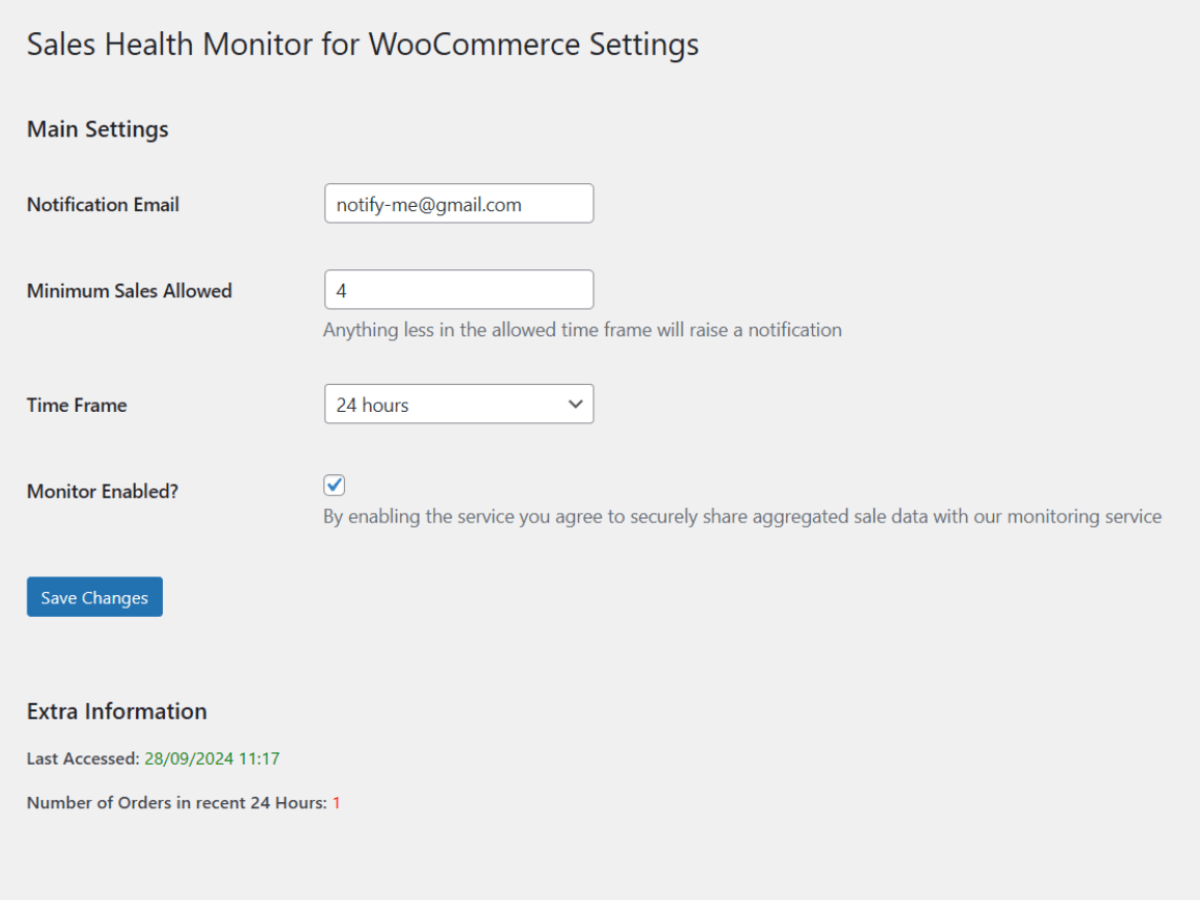 Sales Health Monitor for WooCommerce Settings
Main Settings
Notification Email
notify-me@gmail.com
Minimum Sales Allowed
4
Anything less in the allowed time frame will raise a notification
Time Frame
24 hours
Monitor Enabled?
By enabling the service you agree to securely share aggregated sale data with our monitoring service
Save Changes
Extra Information
Last Accessed: 28/09/2024 11:17
Number of Orders in recent 24 Hours: 1